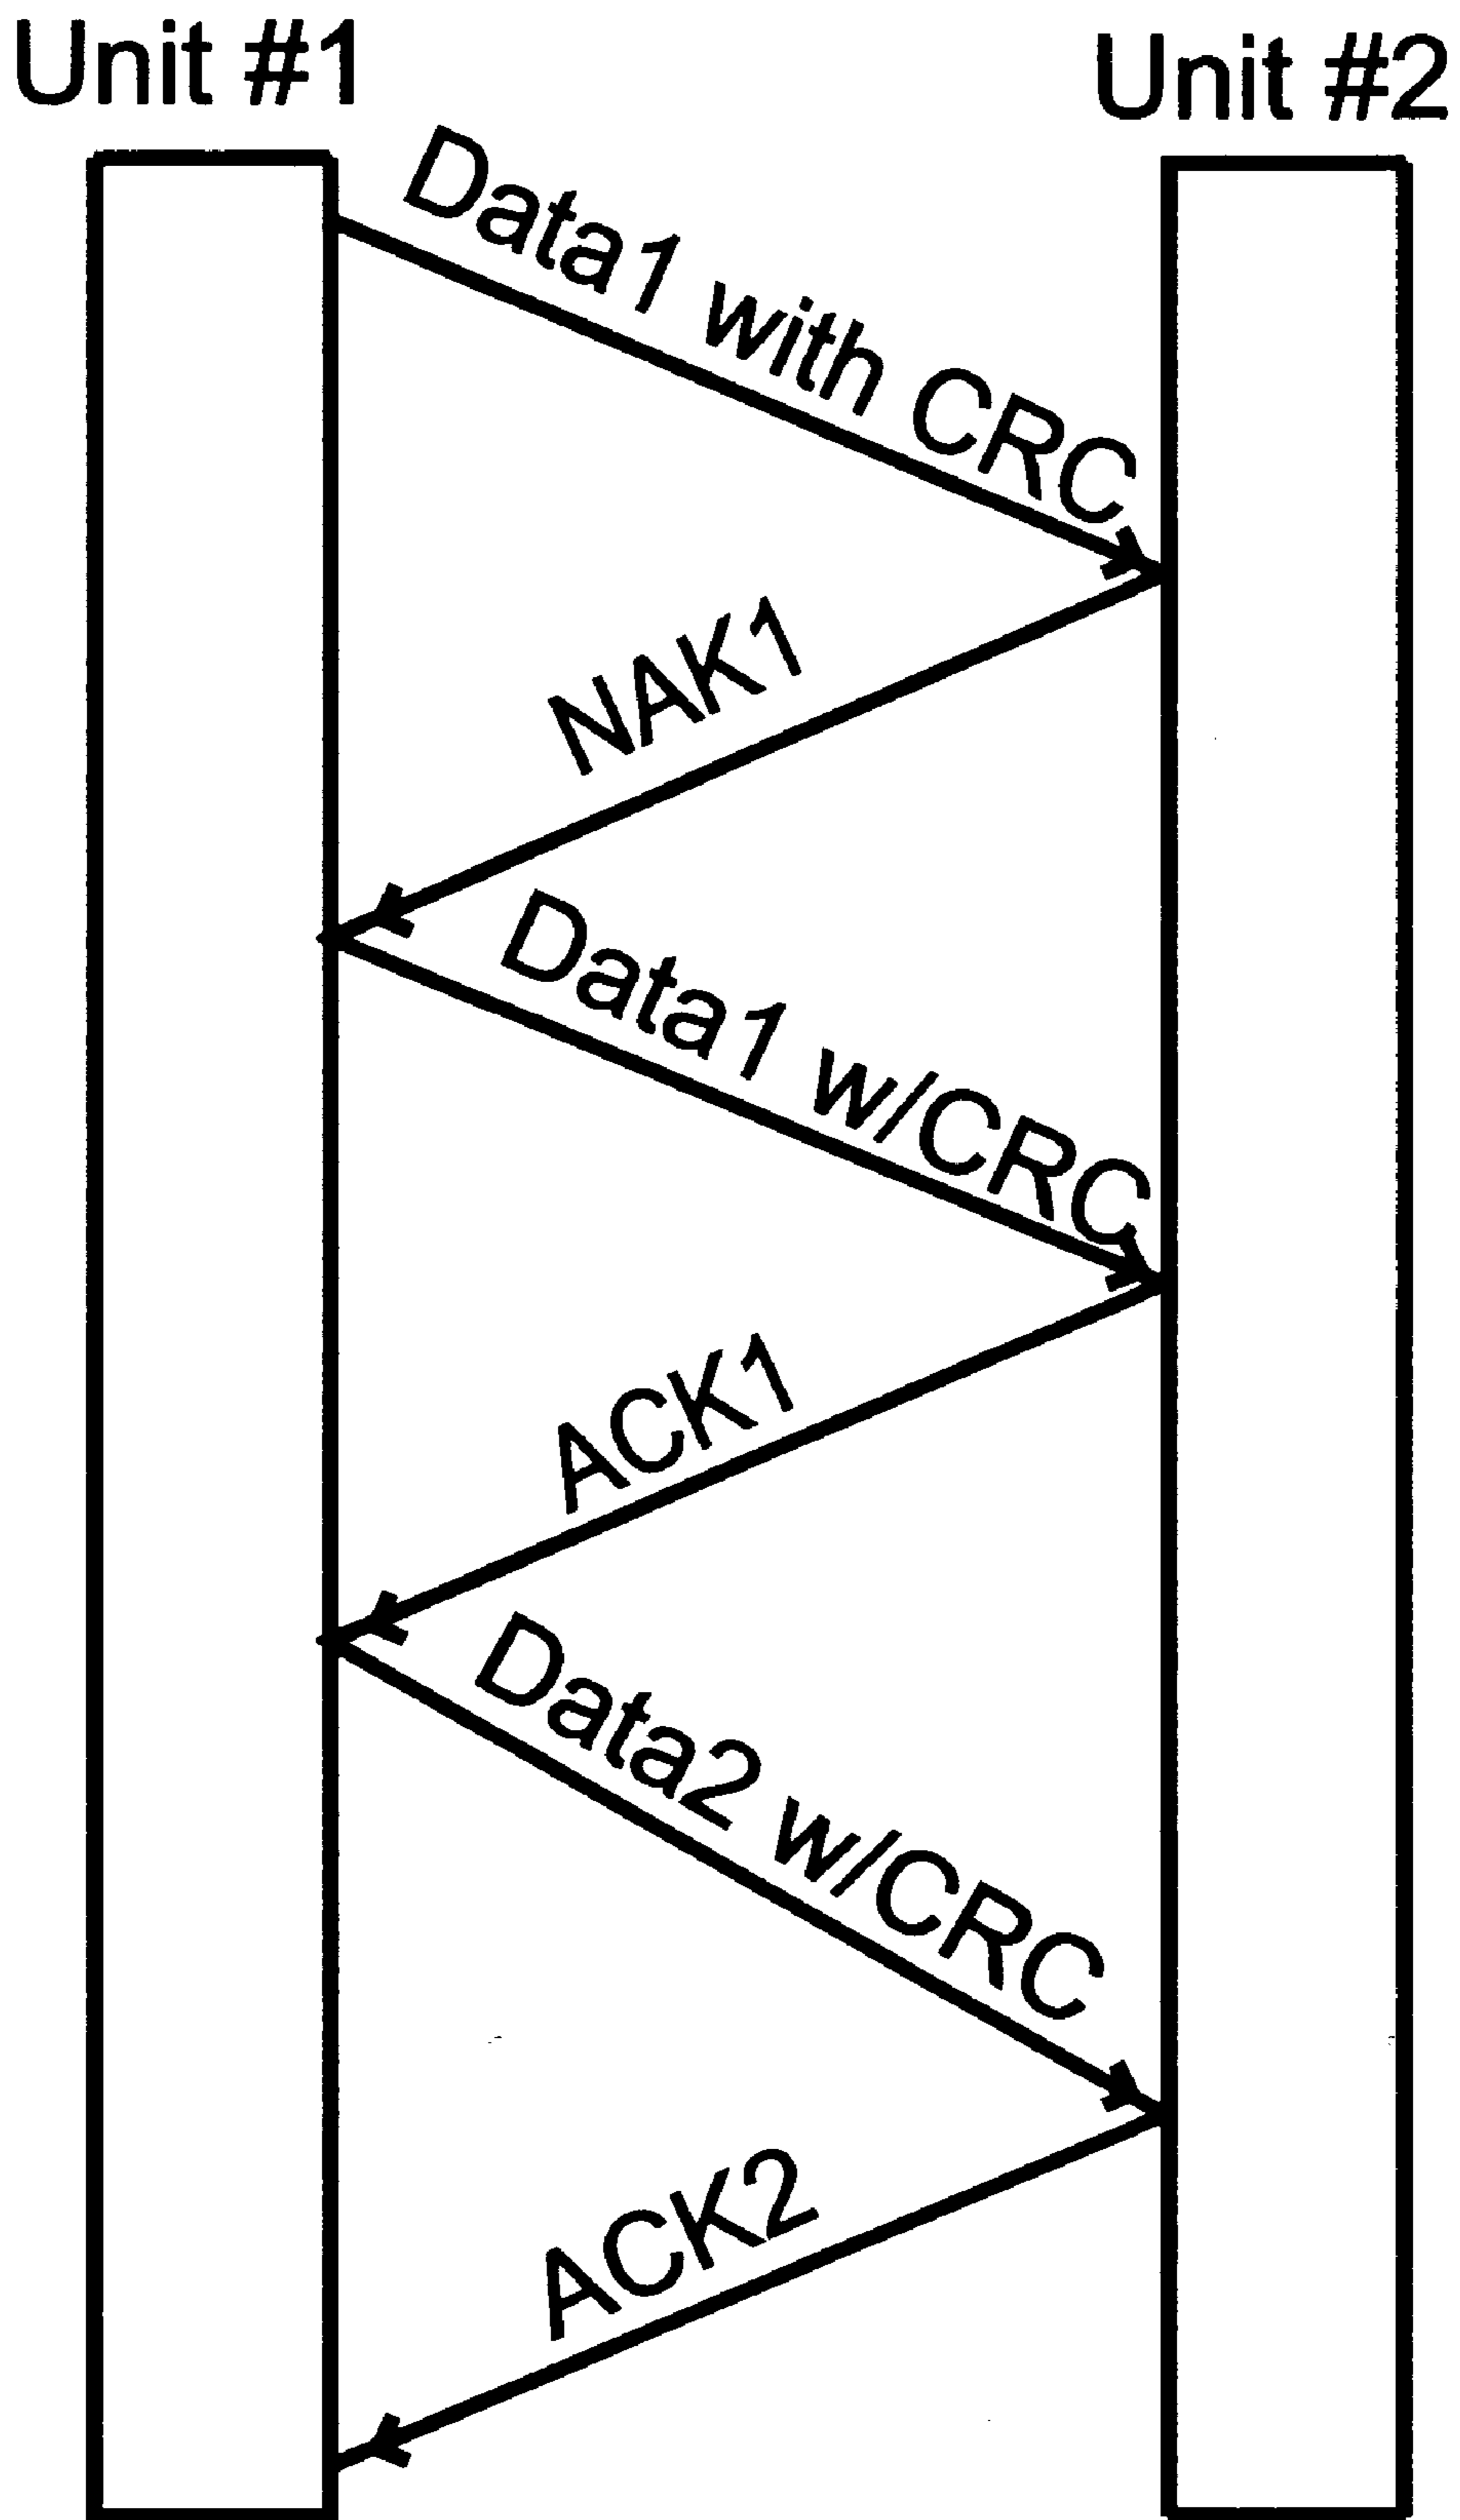 Unit #1
Unit #2
Data1 with CRC
NAK1
Data1 w/CRC
ACK1
Data2 w/CRC
ACK2